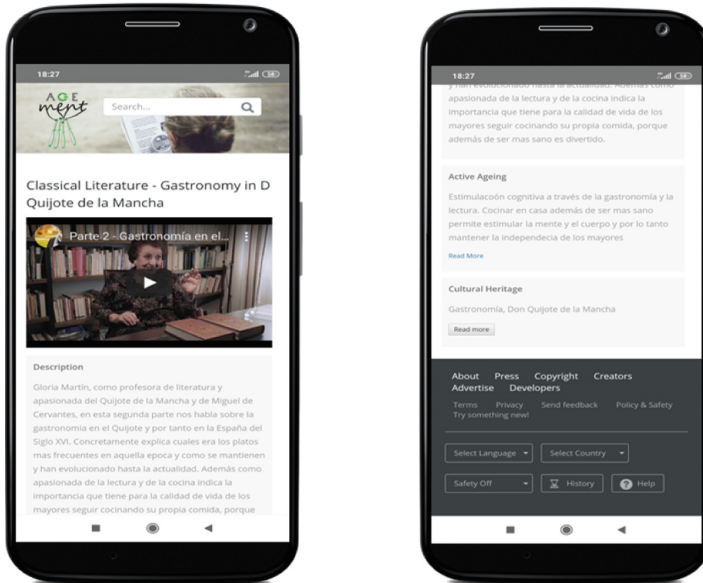 18:27
58
AGE
ment
Search...
Classical Literature - Gastronomy in D
Quijote de la Mancha
Parte 2 - Gastronomía en el...
Description
Gloria Martín, como profesora de literatura y
apasionada del Quijote de la Mancha y de Miguel de
Cervantes, en esta segunda parte nos habla sobre la
gastronomia en el Quijote y por tanto en la España del
Siglo XVI. Concretamente explica cuales era los platos
mas frecuentes en aquella epoca y como se mantienen
y han evolucionado hasta la actualidad. Además como
apasionada de la lectura y de la cocina indica la
importancia que tiene para la calidad de vida de los
mayores seguir cocinando su propia comida, porque
18:27
58
y han evolucionado hasta la actualidad. Además como
apasionada de la lectura y de la cocina indica la
importancia que tiene para la calidad de vida de los
mayores seguir cocinando su propia comida, porque
además de ser mas sano es divertido.
Active Ageing
Estimulacoón cognitiva a través de la gastronomía y la
lectura. Cocinar en casa además de ser mas sano
permite estimular la mente y el cuerpo y por lo tanto
mantener la independecia de los mayores
Read More
Cultural Heritage
Gastronomía, Don Quijote de la Mancha
Read more
About Press Copyright Creators
Advertise Developers
Terms Privacy Send feedback Policy & Safety
Try something new!
Select Language Select Country
Safety Off History Help